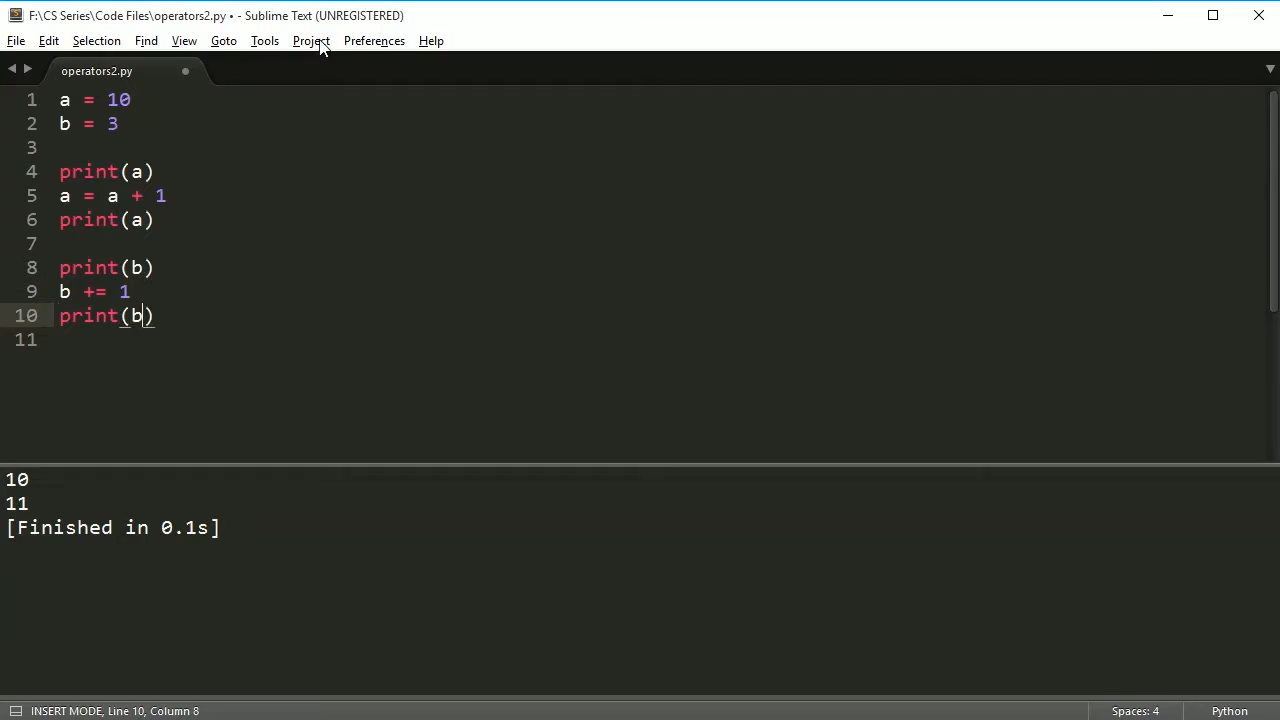 F:\CS Series\Code Files\operators2.py • - Sublime Text (UNREGISTERED)
File Edit Selection Find View Goto Tools Project Preferences Help
operators2.py
1 a = 10
2 b = 3
3
4 print(a)
5 a = a + 1
6 print(a)
7
8 print(b)
9 b += 1
10 print(b)
11
10
11
[Finished in 0.1s]
INSERT MODE, Line 10, Column 8 Spaces: 4 Python